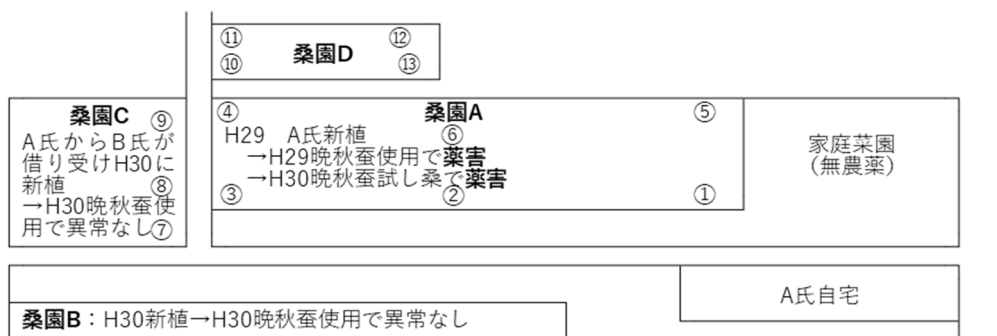 ⑪ ⑫
桑園D
⑩ ⑬
桑園C ⑨
A氏からB氏が
借り受けH30に
新植 ⑧
→H30晩秋蚕使
用で異常なし⑦
④ 桑園A ⑤
H29 A氏新植 ⑥
→H29晩秋蚕使用で薬害
→H30晩秋蚕試し桑で薬害
③ ② ①
家庭菜園
(無農薬)
A氏自宅
桑園B：H30新植→H30晩秋蚕使用で異常なし